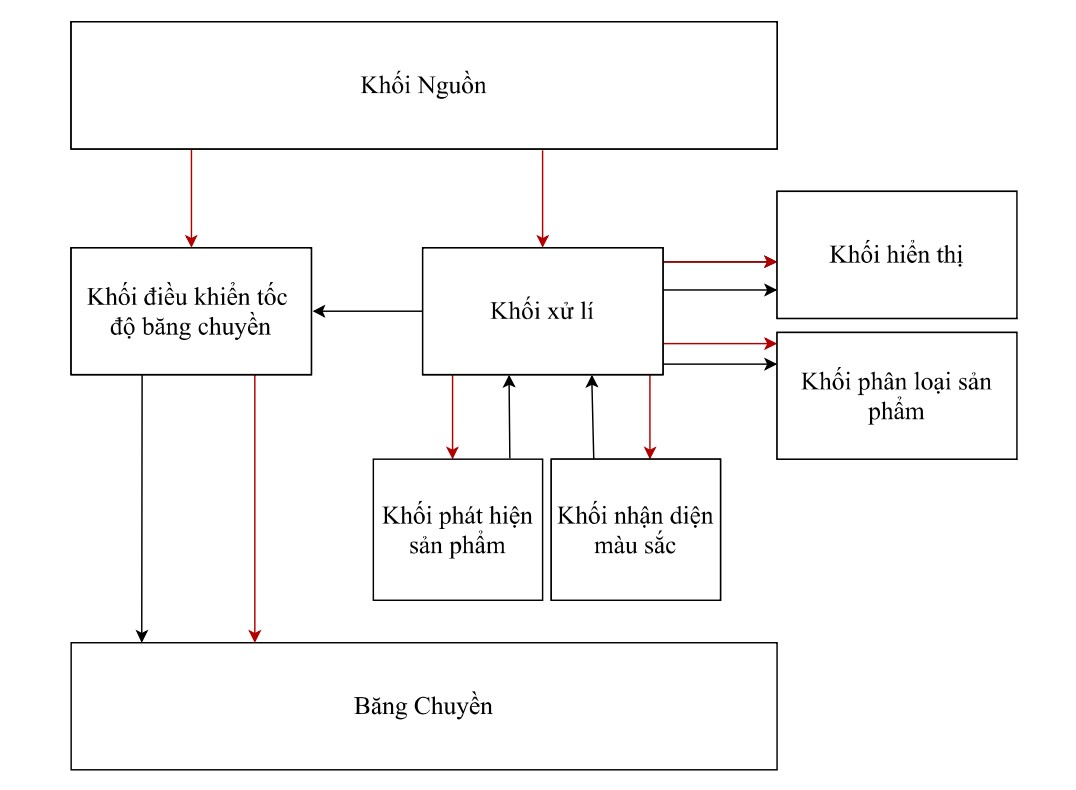 Khối Nguồn
Khối hiển thị
Khối điều khiển tốc
độ băng chuyền
Khối xử lí
Khối phân loại sản
phẩm
Khối phát hiện
sản phẩm
Khối nhận diện
màu sắc
Băng Chuyền